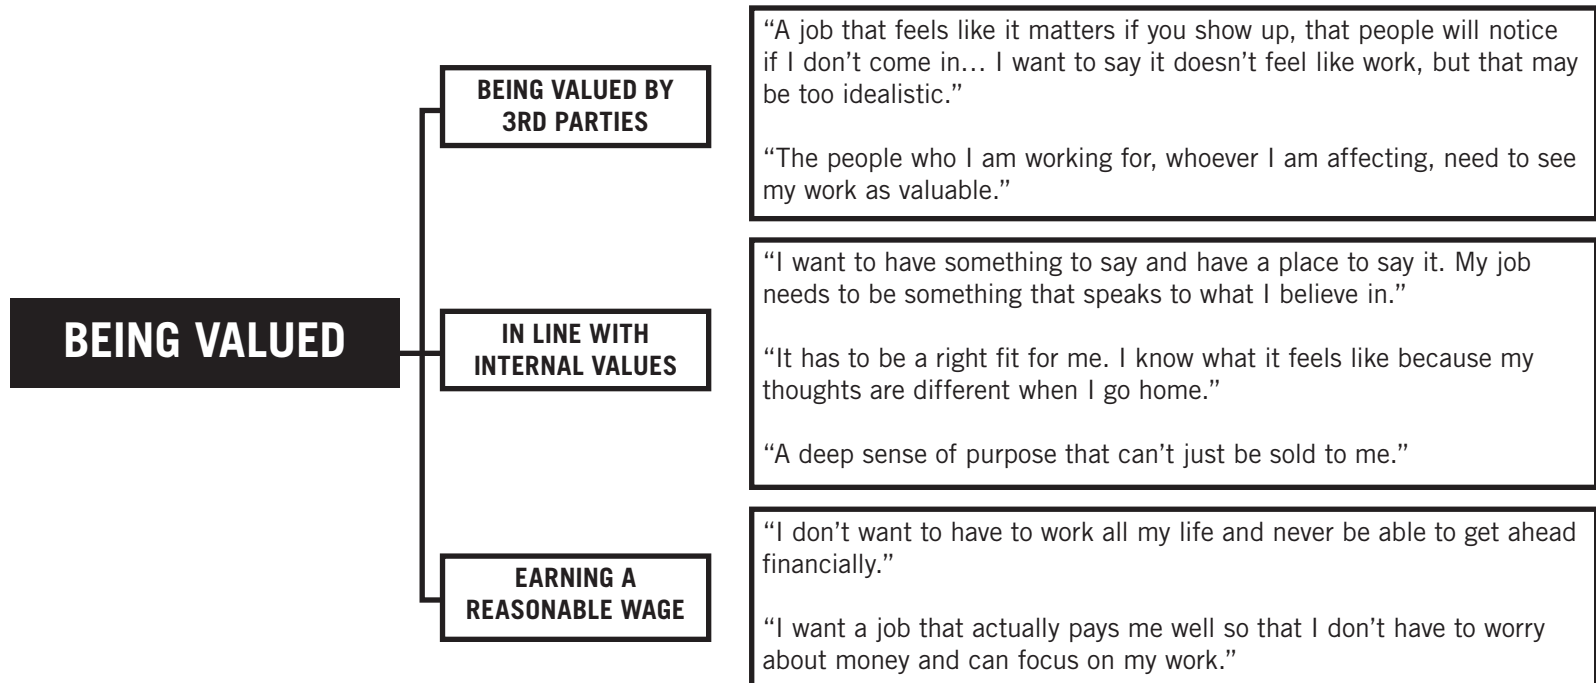 BEING VALUED
BEING VALUED BY
3RD PARTIES
“A job that feels like it matters if you show up, that people will notice
if I don’t come in… I want to say it doesn’t feel like work, but that may
be too idealistic.”
“The people who I am working for, whoever I am affecting, need to see
my work as valuable.”
IN LINE WITH
INTERNAL VALUES
“I want to have something to say and have a place to say it. My job
needs to be something that speaks to what I believe in.”
“It has to be a right fit for me. I know what it feels like because my
thoughts are different when I go home.”
“A deep sense of purpose that can’t just be sold to me.”
EARNING A
REASONABLE WAGE
“I don’t want to have to work all my life and never be able to get ahead
financially.”
“I want a job that actually pays me well so that I don’t have to worry
about money and can focus on my work.”